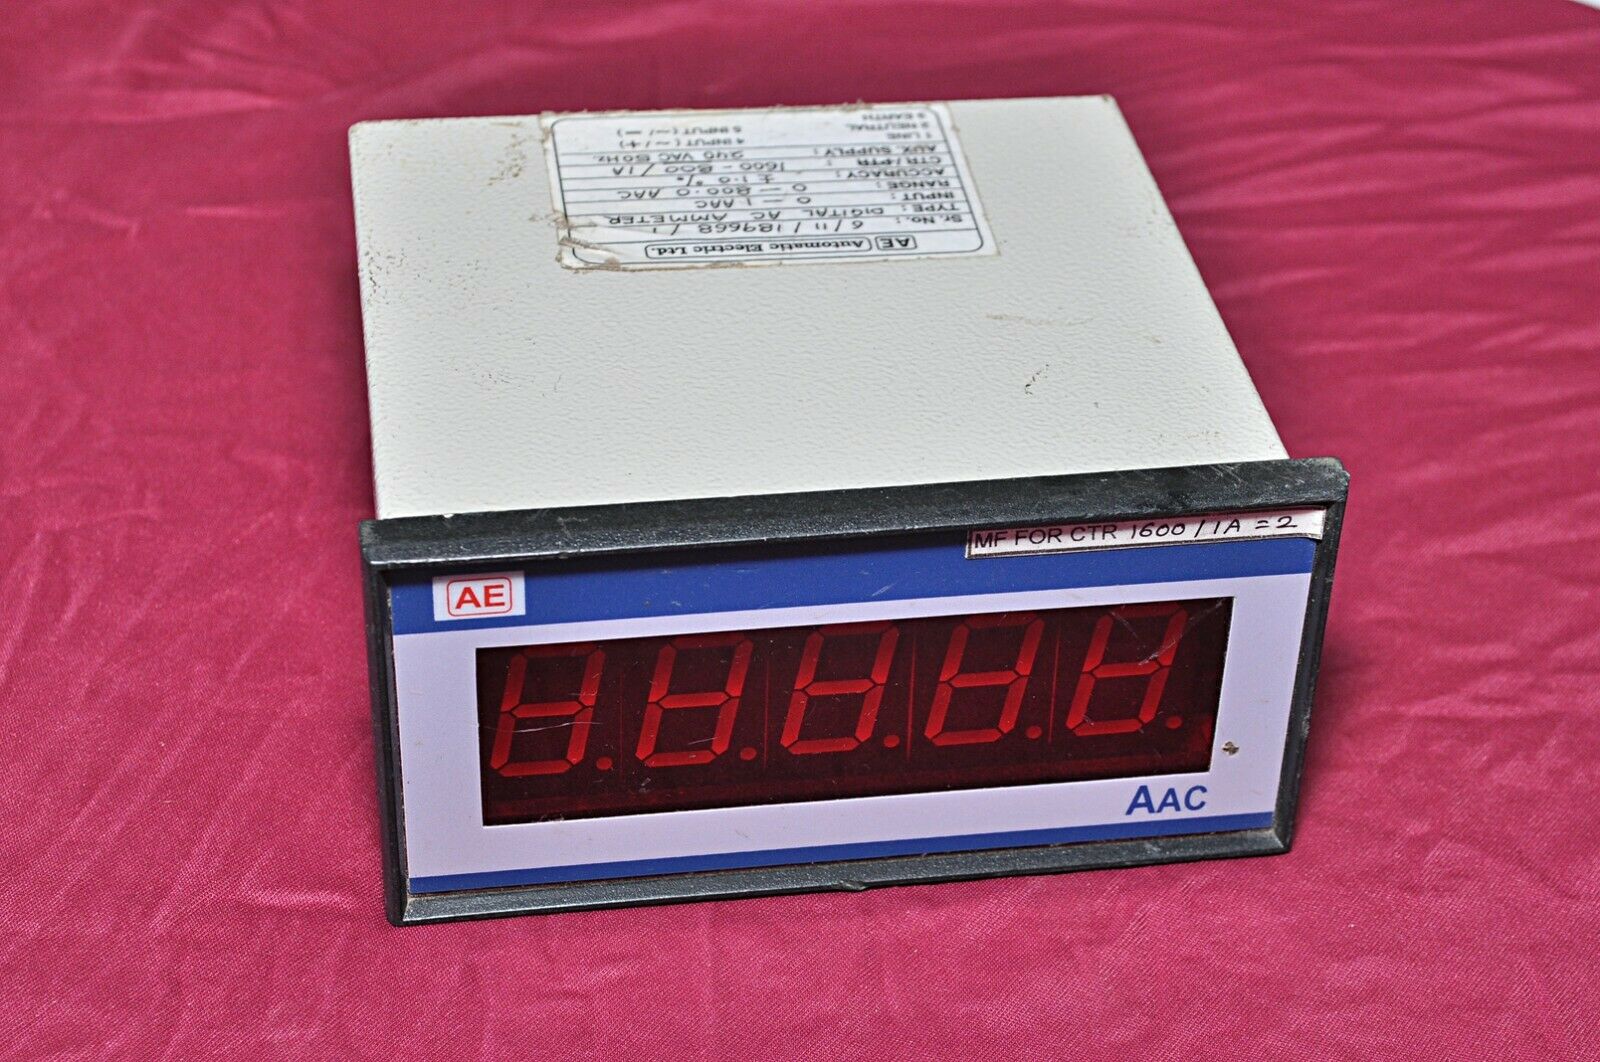 AE Automatic Electric Ltd.
Sr. No.: 6/11/189668/1
TYPE: DIGITAL AC AMMETER
INPUT: 0 – 1 AAC
RANGE: 0 – 800.0 AAC
ACCURACY: ± 1.0 %
CTR/PTR : 1600 - 800 / 1A
AUX. SUPPLY: 240 VAC 50 Hz.
1 LINE 4 INPUT (~/+)
2 NEUTRAL 5 INPUT (~/−)
3 EARTH
MF FOR CTR 1600/1A = 2
AE
AAC